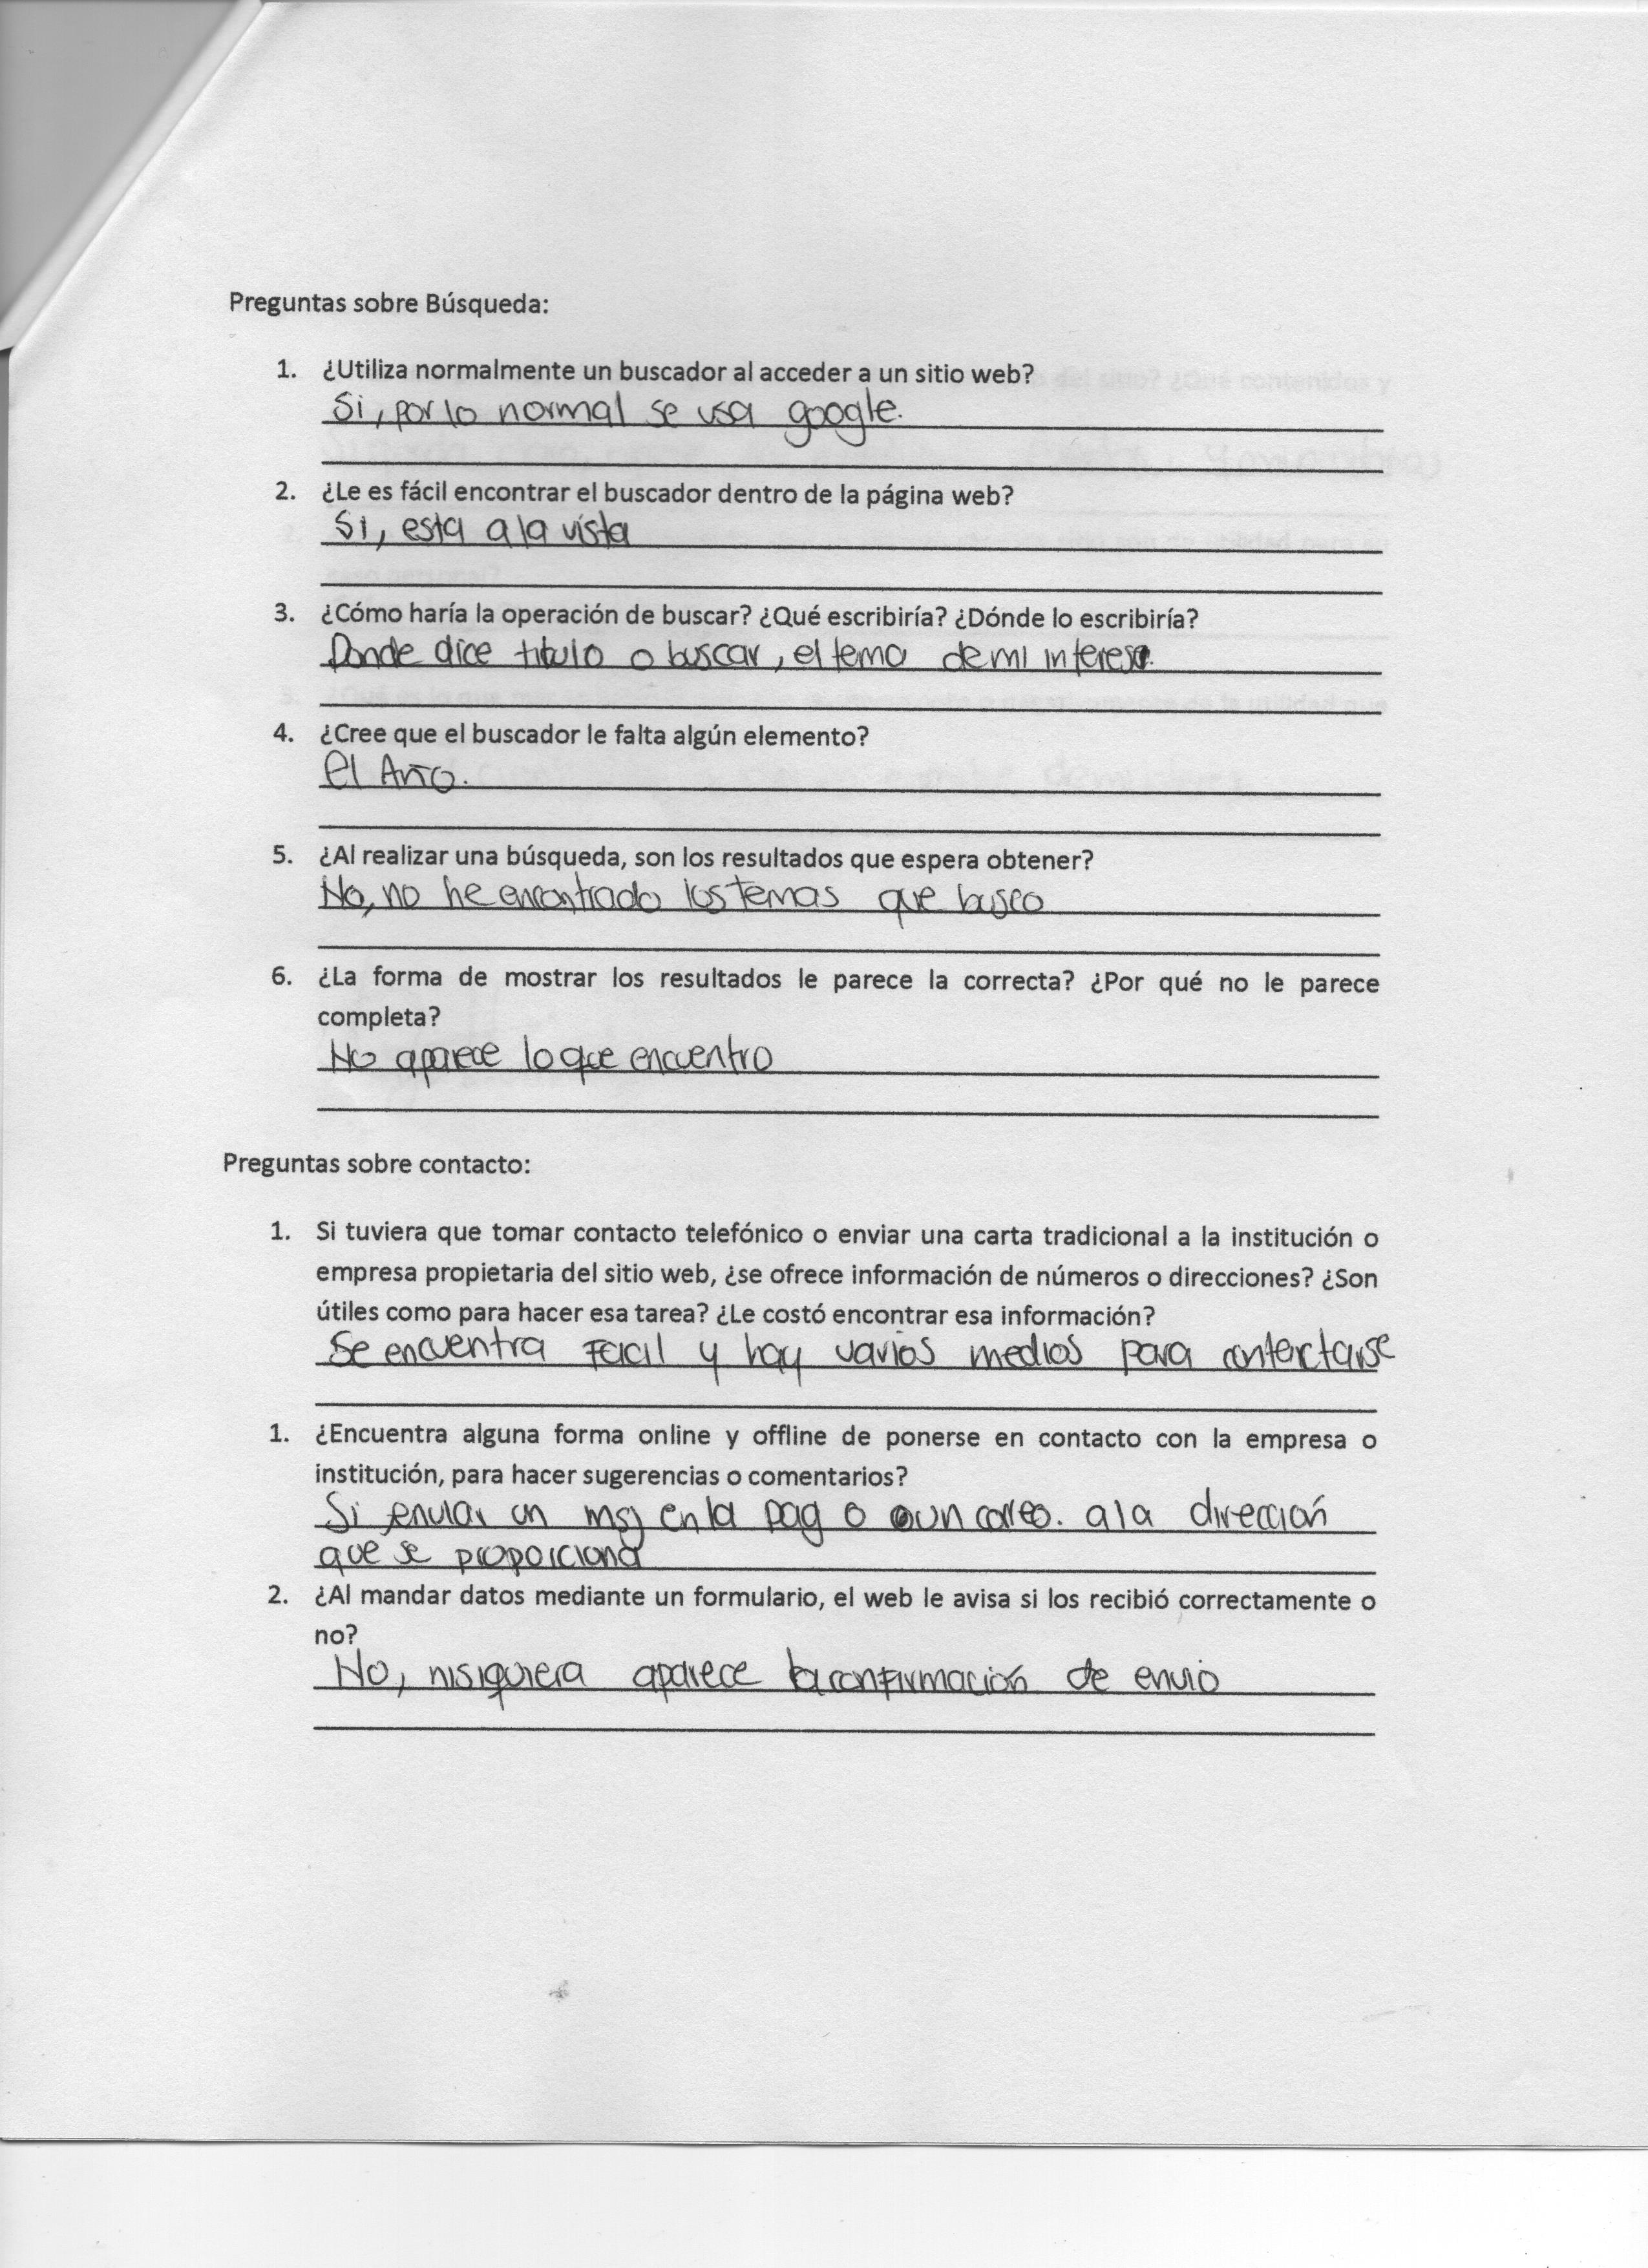 Preguntas sobre Búsqueda:
1. ¿Utiliza normalmente un buscador al acceder a un sitio web?
Si, por lo normal se usa google.
2. ¿Le es fácil encontrar el buscador dentro de la página web?
Si, esta a la vista
3. ¿Cómo haría la operación de buscar? ¿Qué escribiría? ¿Dónde lo escribiría?
Donde dice titulo o buscar, el tema de mi interes.
4. ¿Cree que el buscador le falta algún elemento?
El Año.
5. ¿Al realizar una búsqueda, son los resultados que espera obtener?
No, no he encontrado los temas que busco
6. ¿La forma de mostrar los resultados le parece la correcta? ¿Por qué no le parece
completa?
No aparece lo que encuentro
Preguntas sobre contacto:
1. Si tuviera que tomar contacto telefónico o enviar una carta tradicional a la institución o
empresa propietaria del sitio web, ¿se ofrece información de números o direcciones? ¿Son
útiles como para hacer esa tarea? ¿Le costó encontrar esa información?
Se encuentra Facil y hay varios medios para contactarse
1. ¿Encuentra alguna forma online y offline de ponerse en contacto con la empresa o
institución, para hacer sugerencias o comentarios?
Si enviar un msj en la pag o un correo. a la dirección
que se proporciona
2. ¿Al mandar datos mediante un formulario, el web le avisa si los recibió correctamente o
no?
No, nisiquiera aparece la confirmación de envio